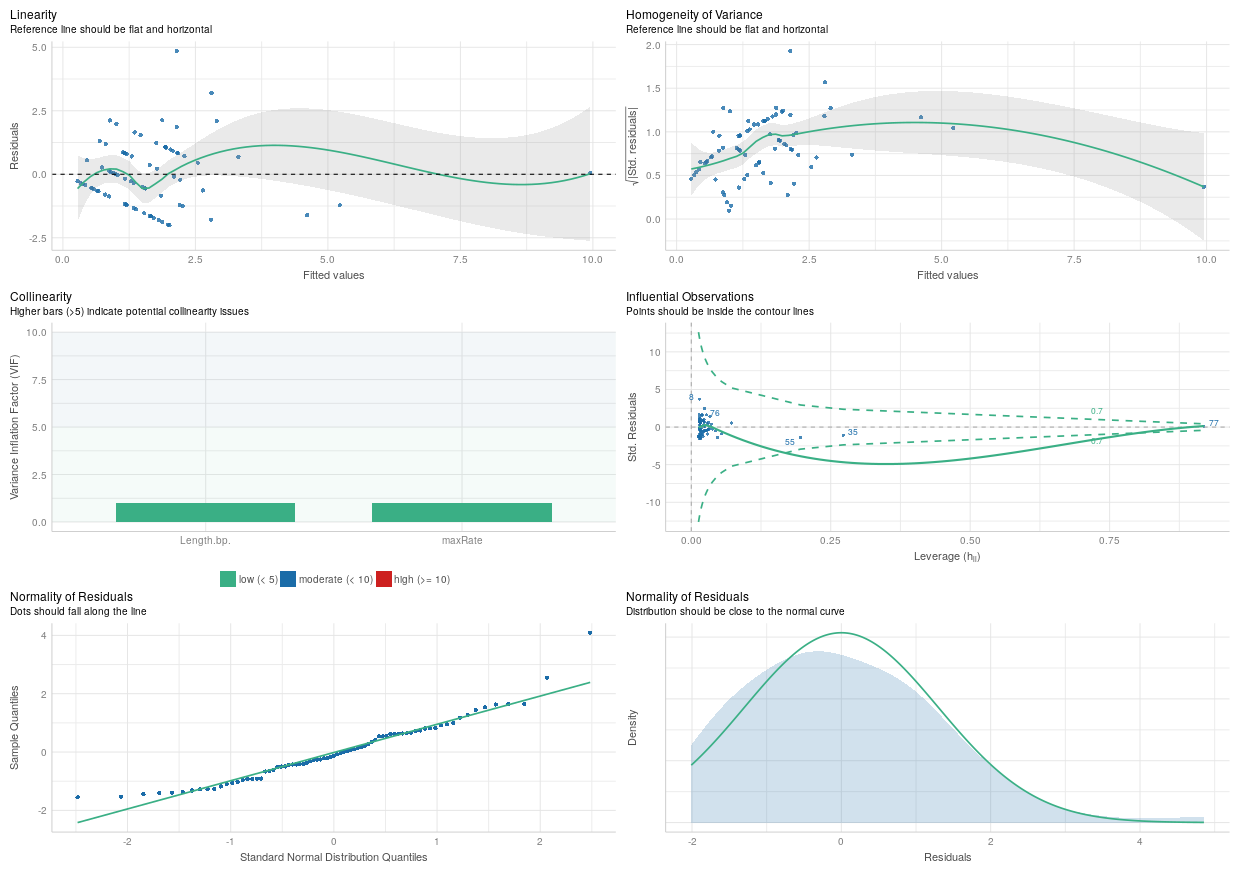 Linearity
Reference line should be flat and horizontal
5.0
2.5
0.0
-2.5
Residuals
0.0
2.5
5.0
7.5
10.0
Fitted values
Homogeneity of Variance
Reference line should be flat and horizontal
2.0
1.5
1.0
0.5
0.0
√|Std. residuals|
0.0
2.5
5.0
7.5
10.0
Fitted values
Collinearity
Higher bars (>5) indicate potential collinearity issues
10.0
7.5
5.0
2.5
0.0
Variance Inflation Factor (VIF)
Length.bp.
maxRate
low (< 5)
moderate (< 10)
high (>= 10)
Influential Observations
Points should be inside the contour lines
10
5
0
-5
-10
Std. Residuals
8
76
55
35
77
0.7
0.7
0.00
0.25
0.50
0.75
Leverage (hii)
Normality of Residuals
Dots should fall along the line
4
2
0
-2
Sample Quantiles
-2
-1
0
1
2
Standard Normal Distribution Quantiles
Normality of Residuals
Distribution should be close to the normal curve
Density
-2
0
2
4
Residuals